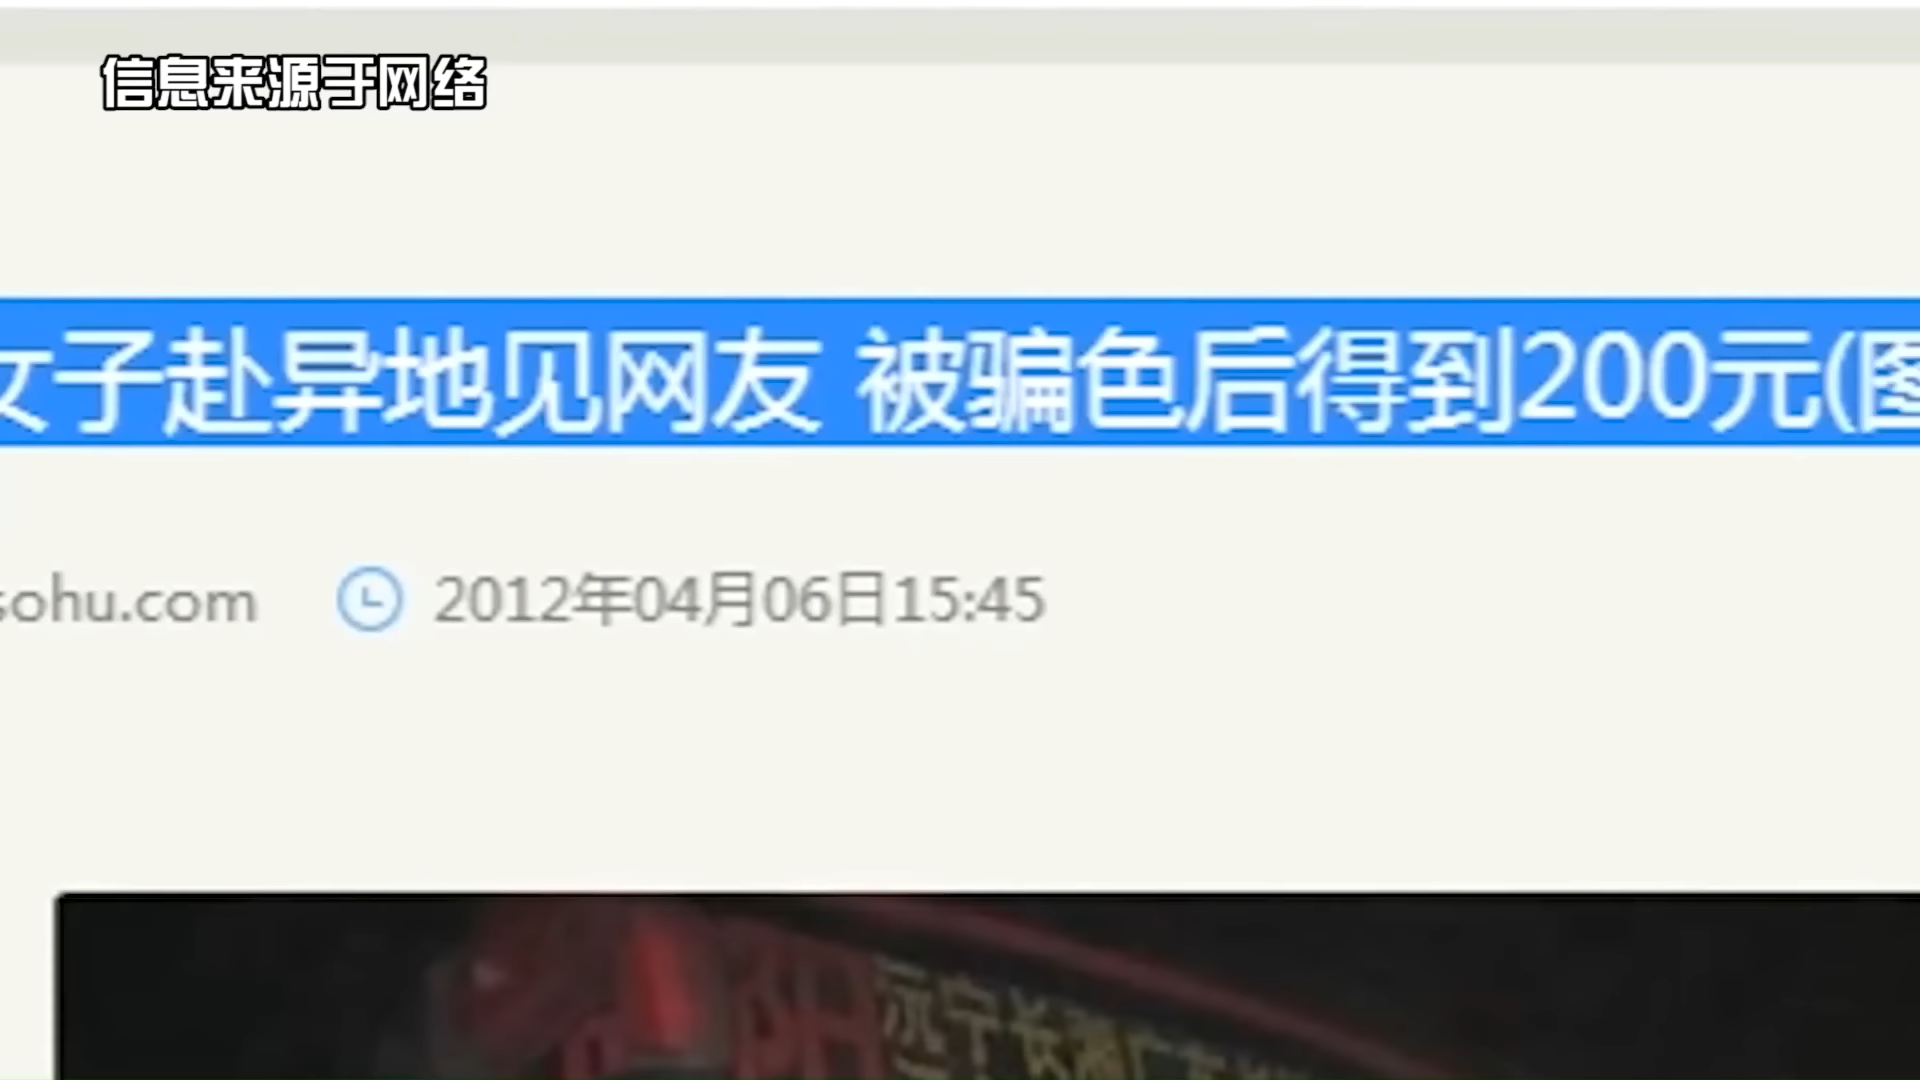 信息来源于网络
女子赴异地见网友 被骗色后得到200元(图
sohu.com 2012年04月06日15:45